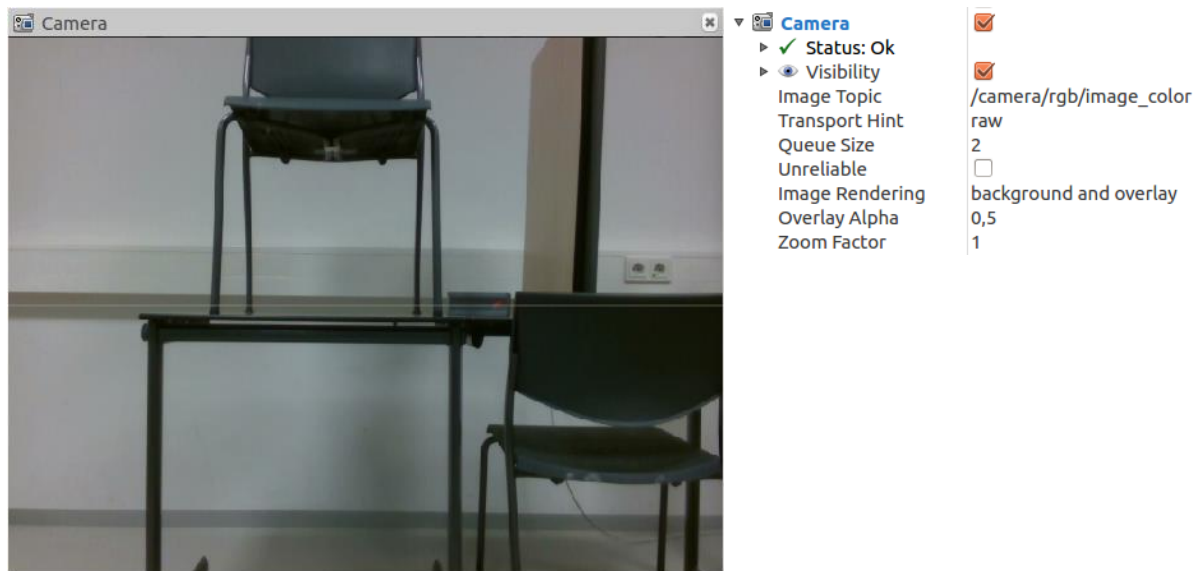 Camera
Camera
Status: Ok
Visibility
Image Topic /camera/rgb/image_color
Transport Hint raw
Queue Size 2
Unreliable
Image Rendering background and overlay
Overlay Alpha 0,5
Zoom Factor 1